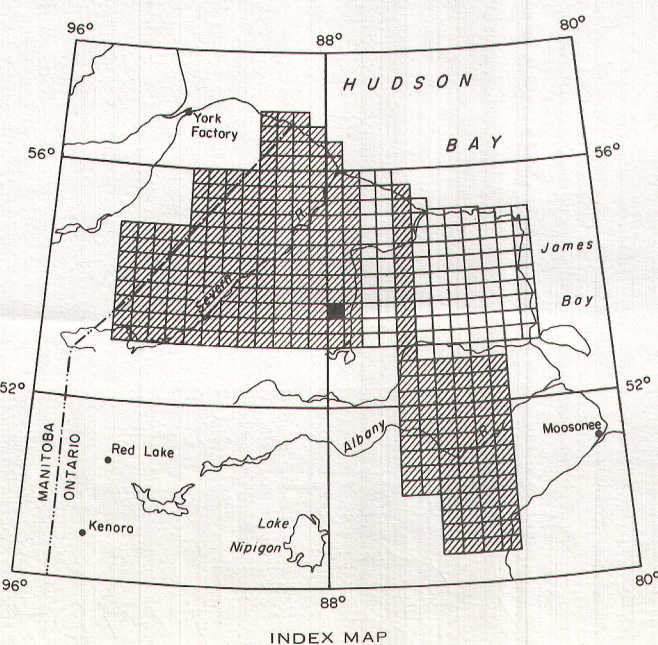 96°
88°
80°
HUDSON
BAY
York
Factory
56°
56°
R.
James
Bay
Severn
52°
52°
MANITOBA
ONTARIO
Red Lake
Albany
R.
Moosonee
Kenora
Lake
Nipigon
96°
88°
80°
INDEX MAP